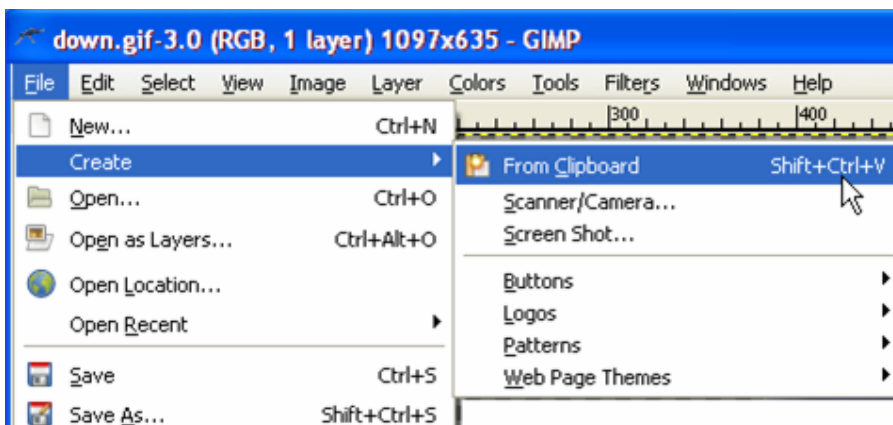 down.gif-3.0 (RGB, 1 layer) 1097x635 - GIMP
File Edit Select View Image Layer Colors Tools Filters Windows Help
300 400
New... Ctrl+N
Create
From Clipboard Shift+Ctrl+V
Open... Ctrl+O
Scanner/Camera...
Open as Layers... Ctrl+Alt+O
Screen Shot...
Open Location...
Buttons
Open Recent
Logos
Patterns
Save Ctrl+S
Web Page Themes
Save As... Shift+Ctrl+S